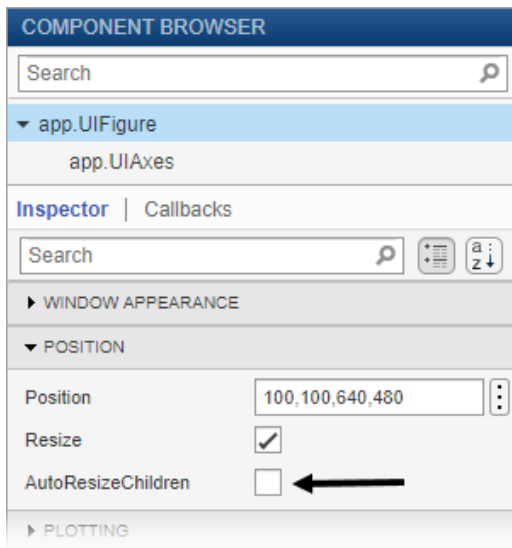 COMPONENT BROWSER
Search
app.UIFigure
app.UIAxes
Inspector | Callbacks
Search
a z
WINDOW APPEARANCE
POSITION
Position 100,100,640,480
Resize
AutoResizeChildren
PLOTTING